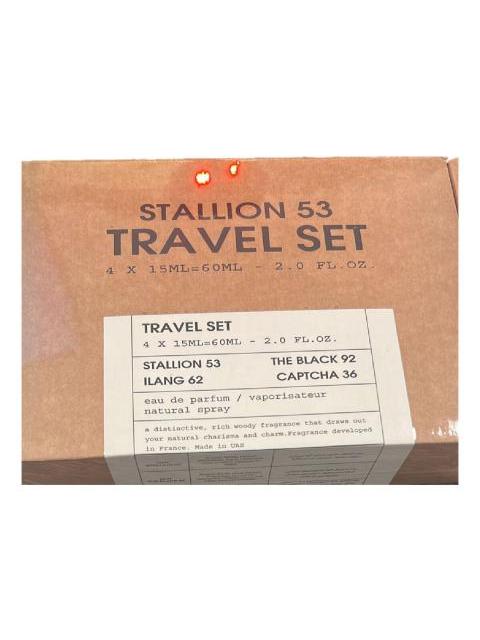 STALLION 53
TRAVEL SET
4 X 15ML=60ML - 2.0 FL.OZ.
TRAVEL SET
4 X 15ML=60ML - 2.0 FL.OZ.
STALLION 53 THE BLACK 92
ILANG 62 CAPTCHA 36
eau de parfum / vaporisateur
natural spray
a distinctive, rich woody fragrance that draws out
your natural charisma and charm.Fragrance developed
in France. Made in UAE